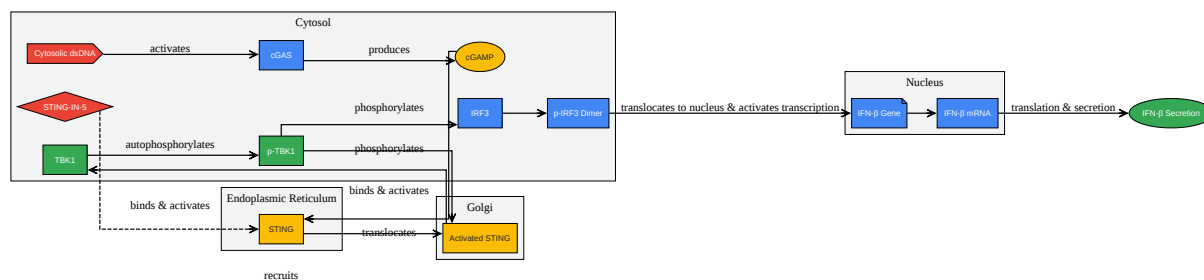 Cytosol
Cytosolic dsDNA
activates
cGAS
produces
cGAMP
STING-IN-5
phosphorylates
IRF3
p-IRF3 Dimer
translocates to nucleus & activates transcription
Nucleus
IFN-β Gene
IFN-β mRNA
translation & secretion
IFN-β Secretion
TBK1
autophosphorylates
p-TBK1
phosphorylates
binds & activates
binds & activates
Endoplasmic Reticulum
STING
translocates
Golgi
Activated STING
recruits